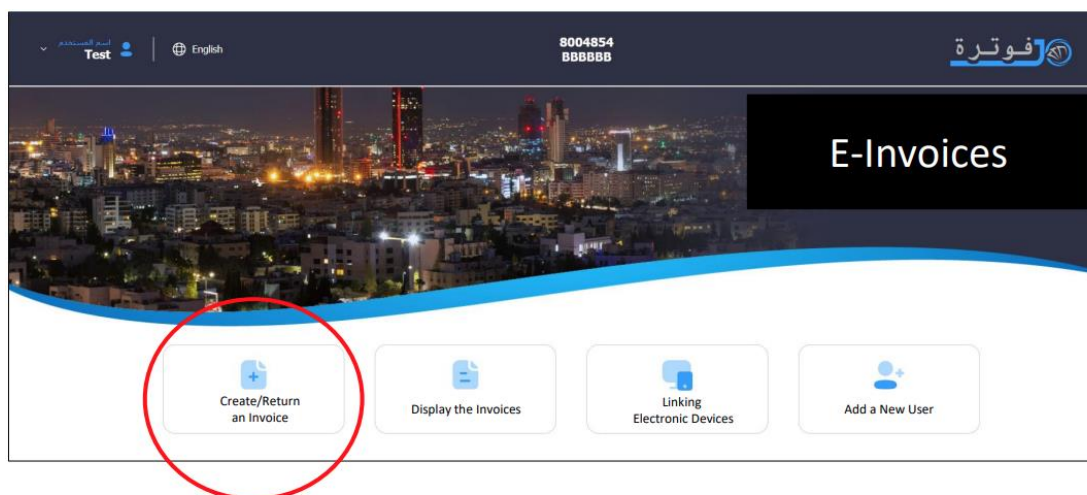 اسم المستخدم
Test
English
8004854
BBBBBB
فوترة
E-Invoices
Create/Return
an Invoice
Display the Invoices
Linking
Electronic Devices
Add a New User